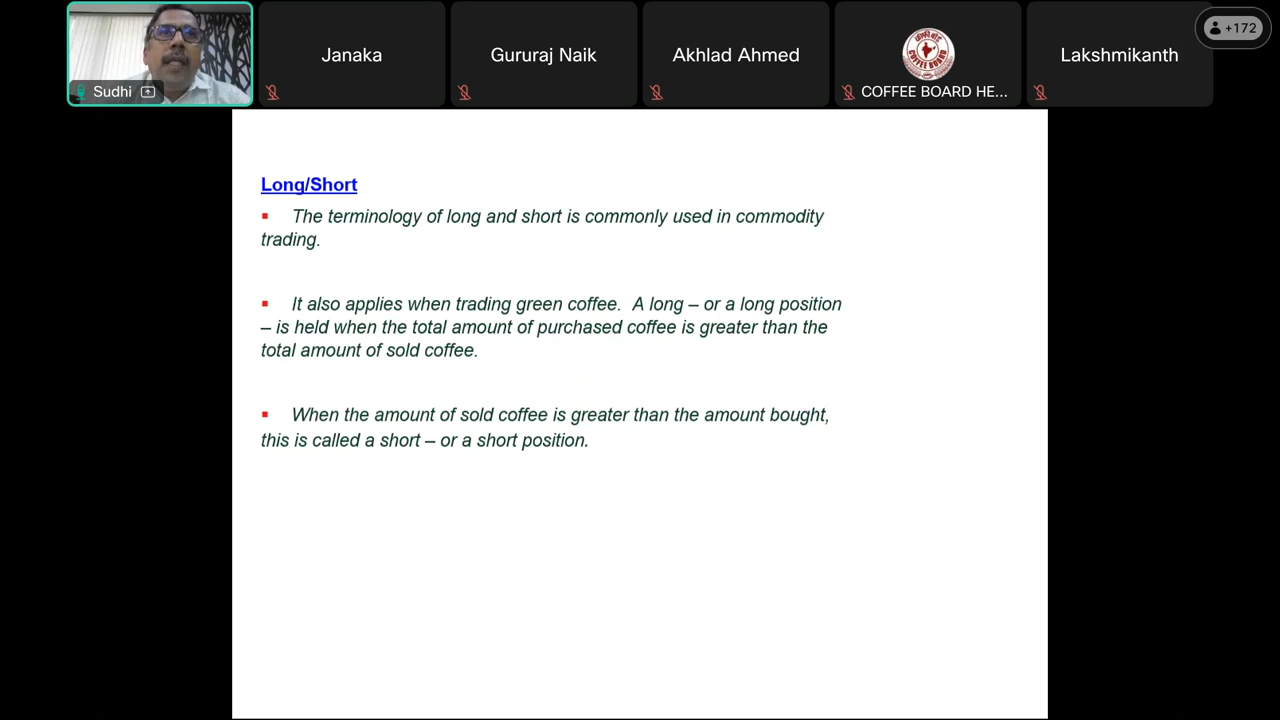 Sudhi
Janaka
Gururaj Naik
Akhlad Ahmed
COFFEE BOARD
COFFEE BOARD HE...
Lakshmikanth
+172
Long/Short
▪ The terminology of long and short is commonly used in commodity
trading.
▪ It also applies when trading green coffee. A long – or a long position
– is held when the total amount of purchased coffee is greater than the
total amount of sold coffee.
▪ When the amount of sold coffee is greater than the amount bought,
this is called a short – or a short position.